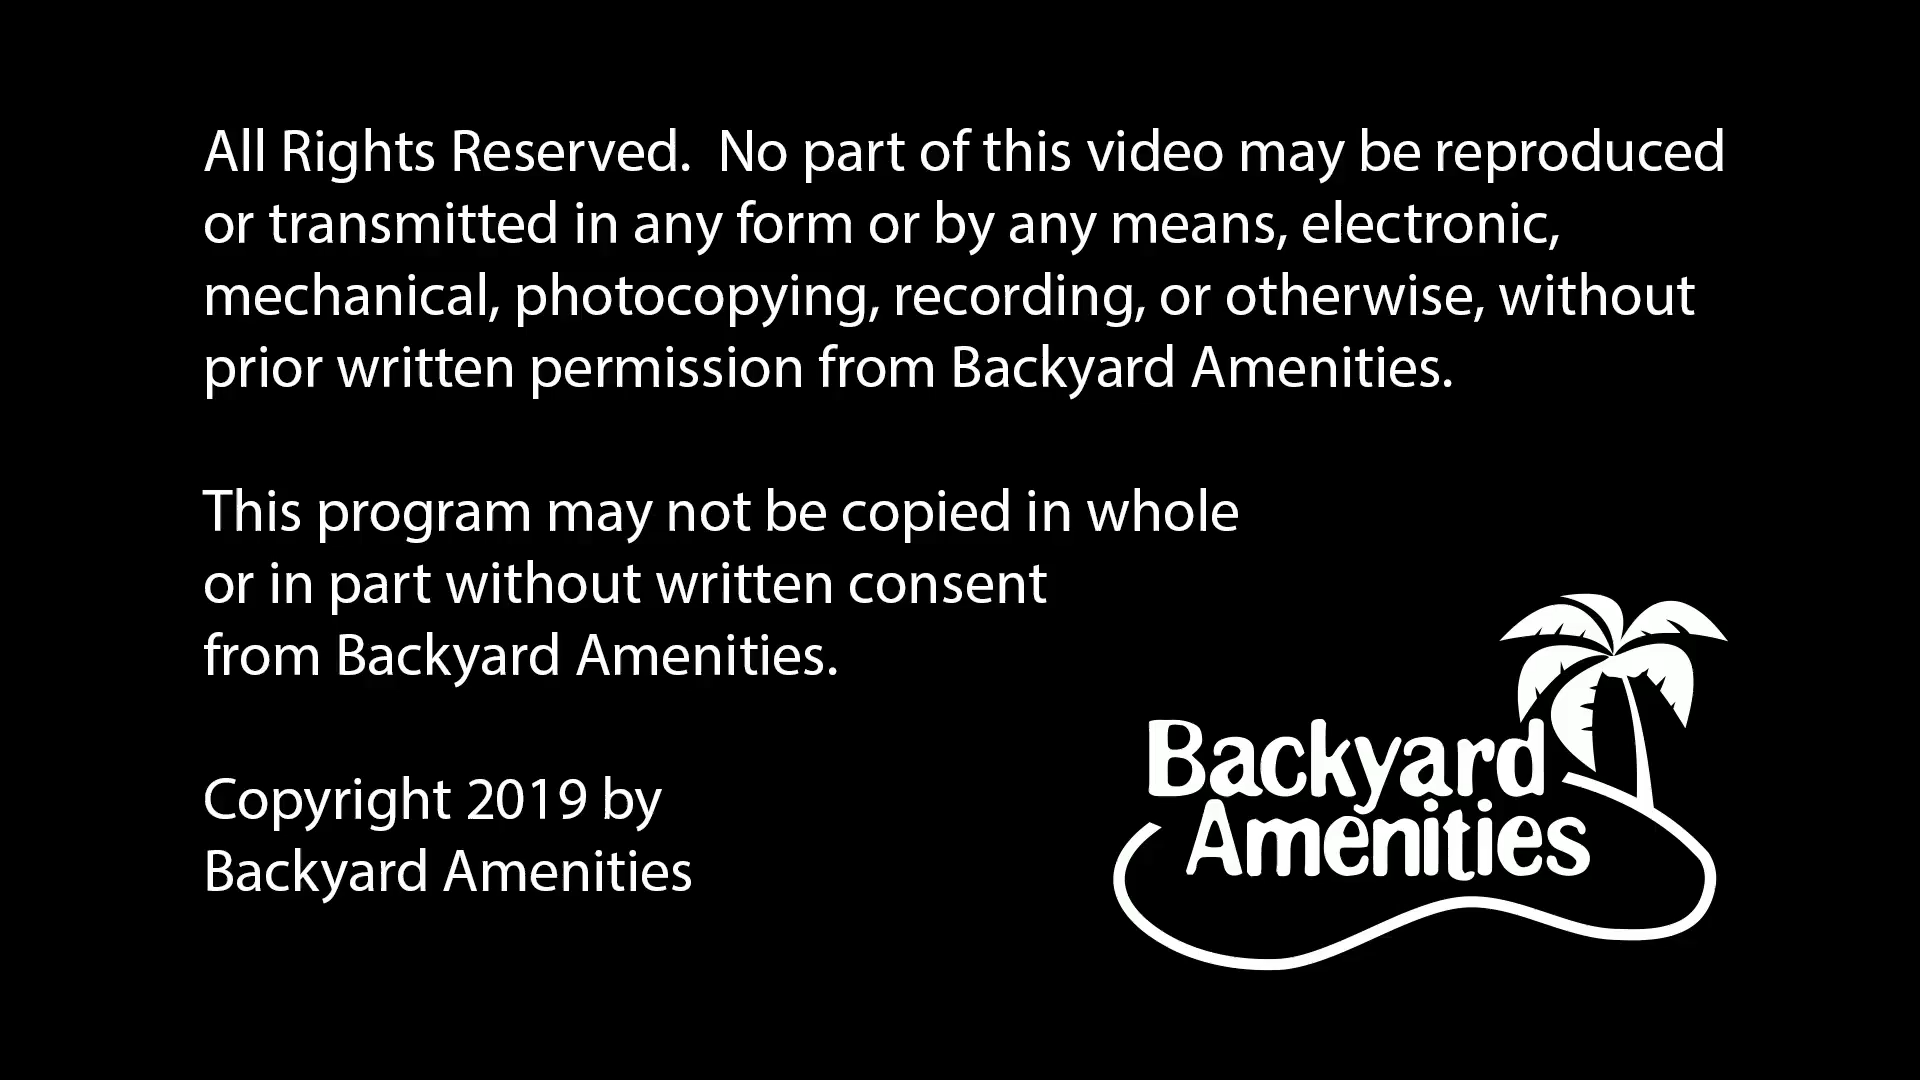 All Rights Reserved.  No part of this video may be reproduced
or transmitted in any form or by any means, electronic,
mechanical, photocopying, recording, or otherwise, without
prior written permission from Backyard Amenities.
This program may not be copied in whole
or in part without written consent
from Backyard Amenities.
Copyright 2019 by
Backyard Amenities
Backyard
Amenities